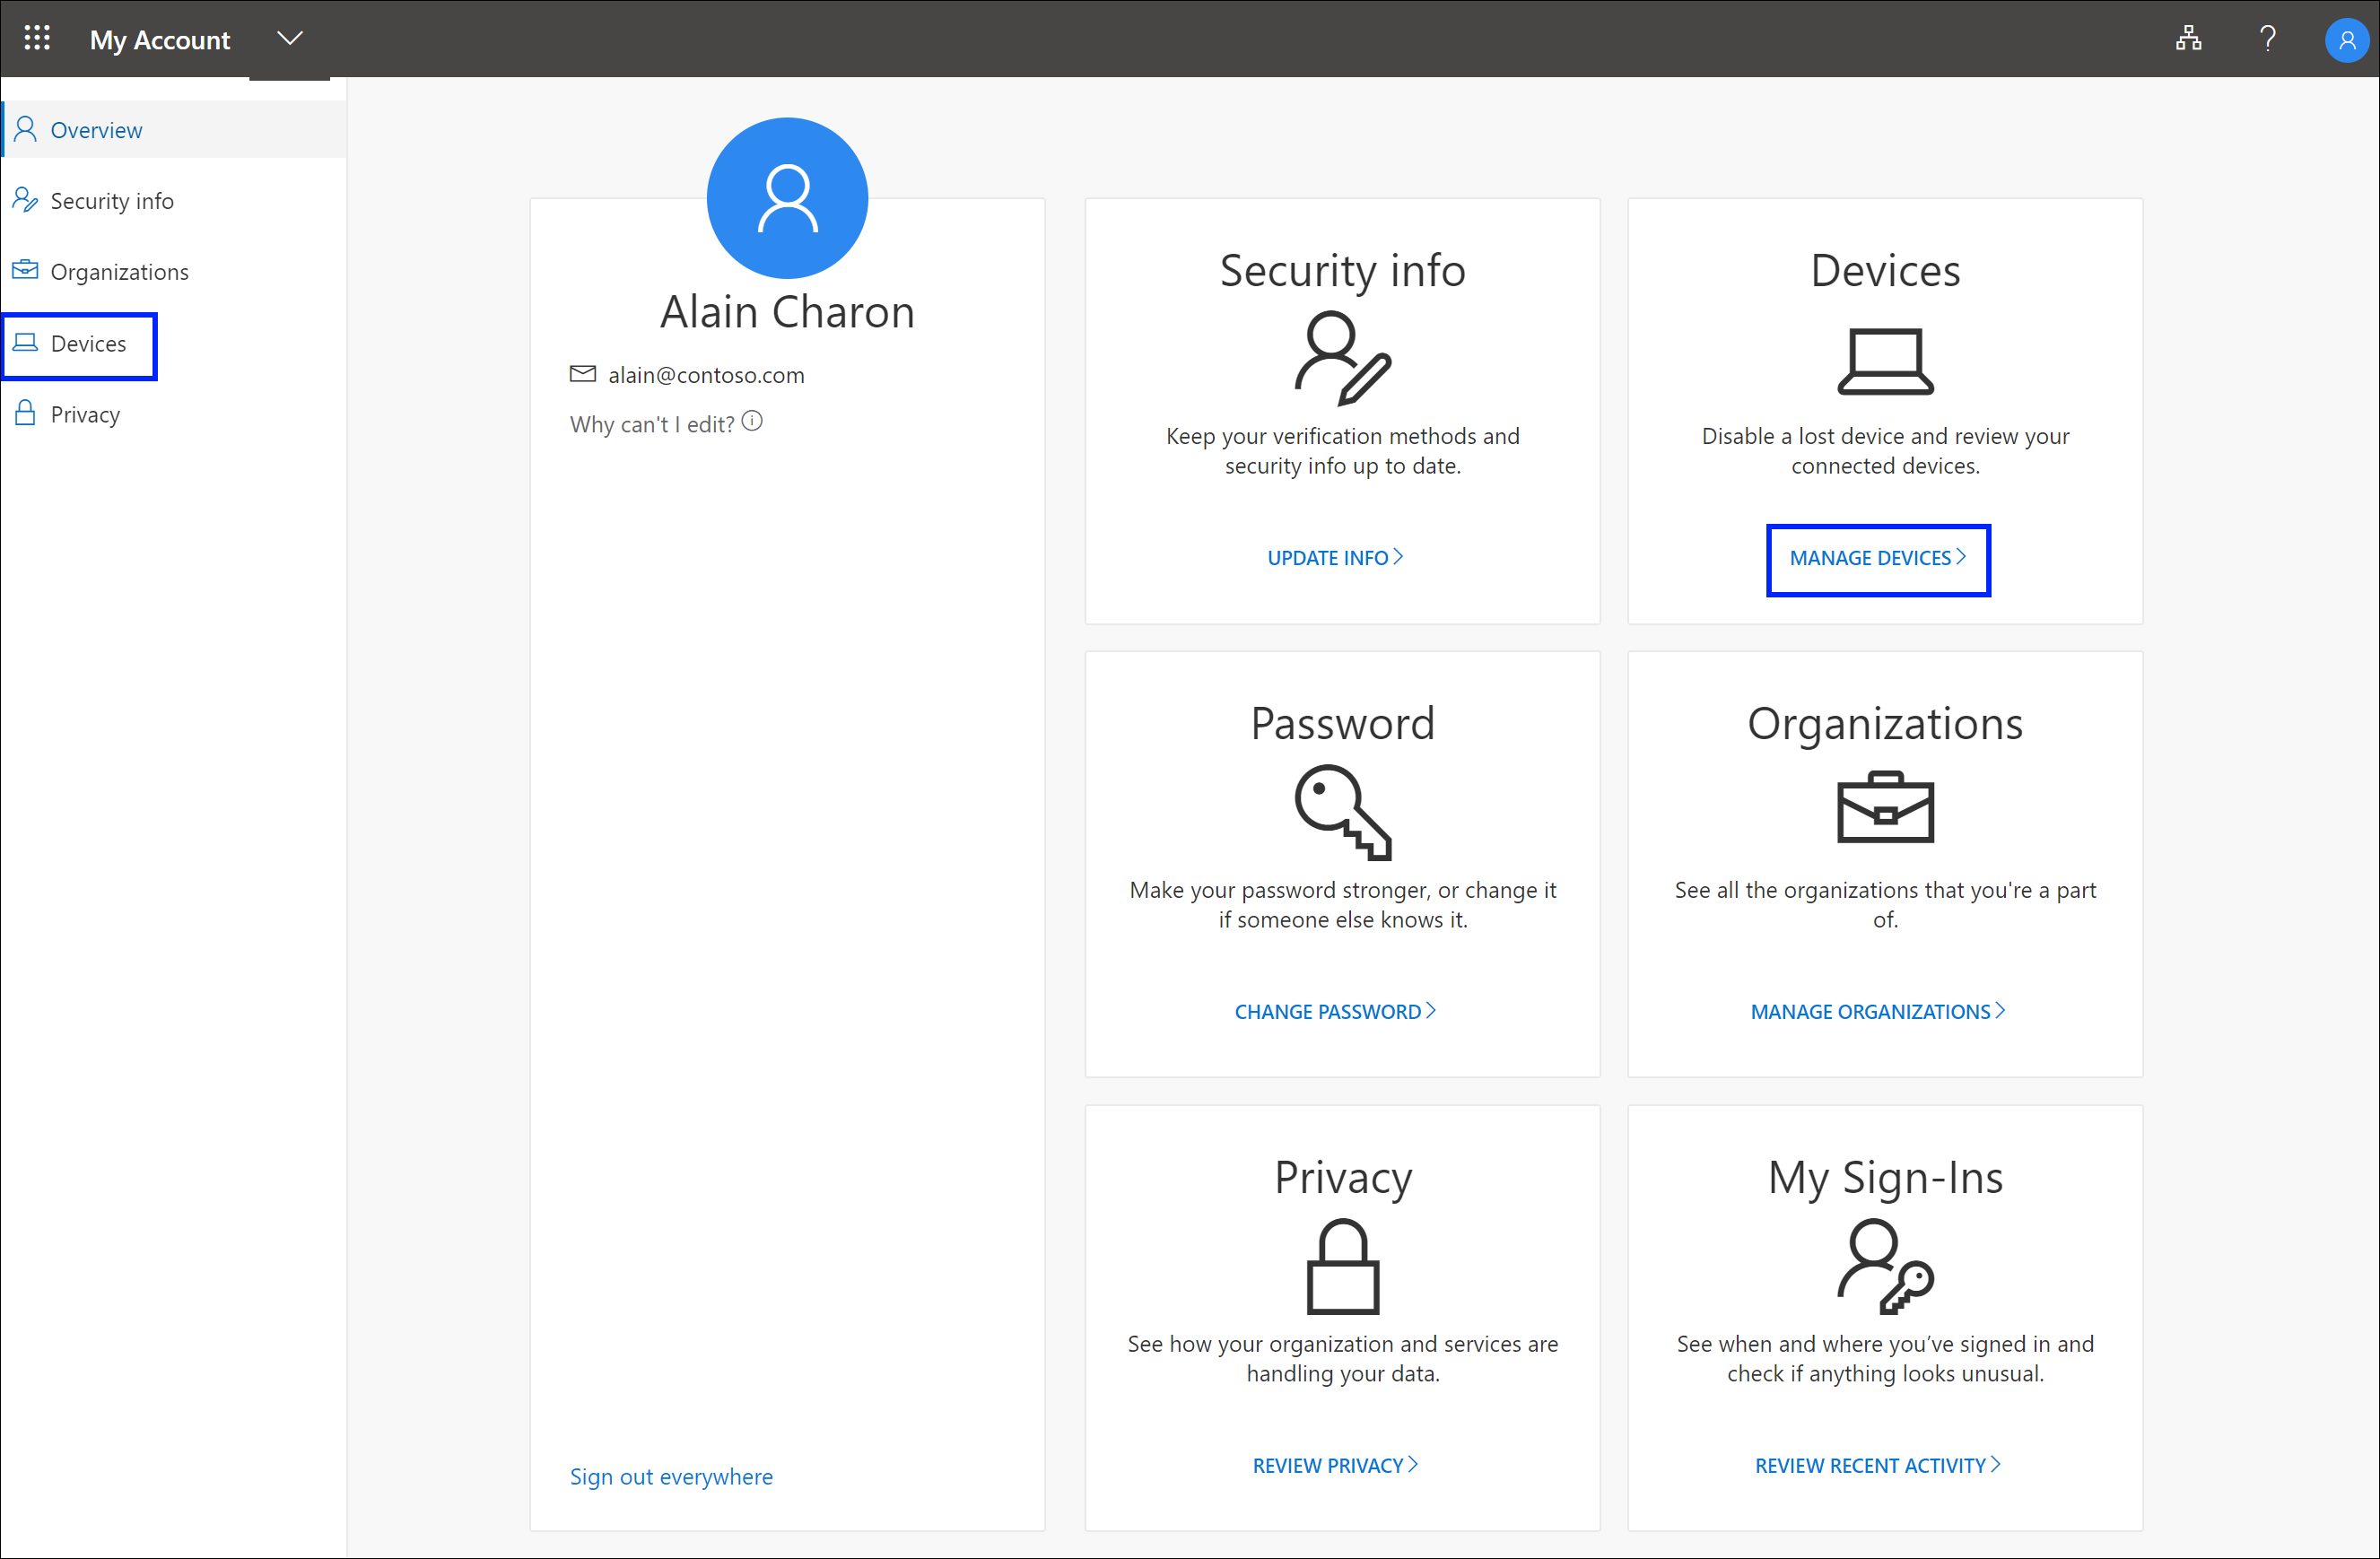 My Account
Overview
Security info
Organizations
Devices
Privacy
Alain Charon
alain@contoso.com
Why can't I edit?
Sign out everywhere
Security info
Keep your verification methods and
security info up to date.
UPDATE INFO
Devices
Disable a lost device and review your
connected devices.
MANAGE DEVICES
Password
Make your password stronger, or change it
if someone else knows it.
CHANGE PASSWORD
Organizations
See all the organizations that you're a part
of.
MANAGE ORGANIZATIONS
Privacy
See how your organization and services are
handling your data.
REVIEW PRIVACY
My Sign-Ins
See when and where you’ve signed in and
check if anything looks unusual.
REVIEW RECENT ACTIVITY